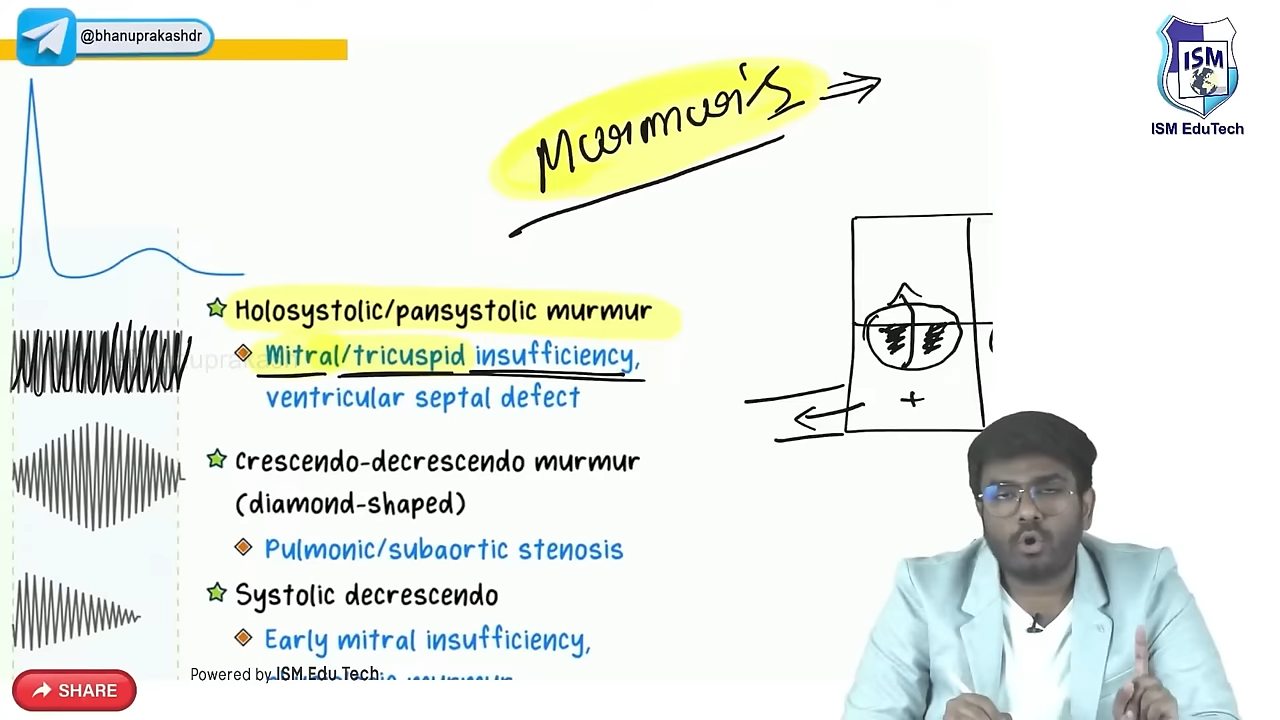 @bhanuprakashdr
ISM
ISM EduTech
Murmurs
Holosystolic/pansystolic murmur
Mitral/tricuspid insufficiency,
ventricular septal defect
Crescendo-decrescendo murmur
(diamond-shaped)
Pulmonic/subaortic stenosis
Systolic decrescendo
Early mitral insufficiency,
Powered by ISM Edu Tech
SHARE